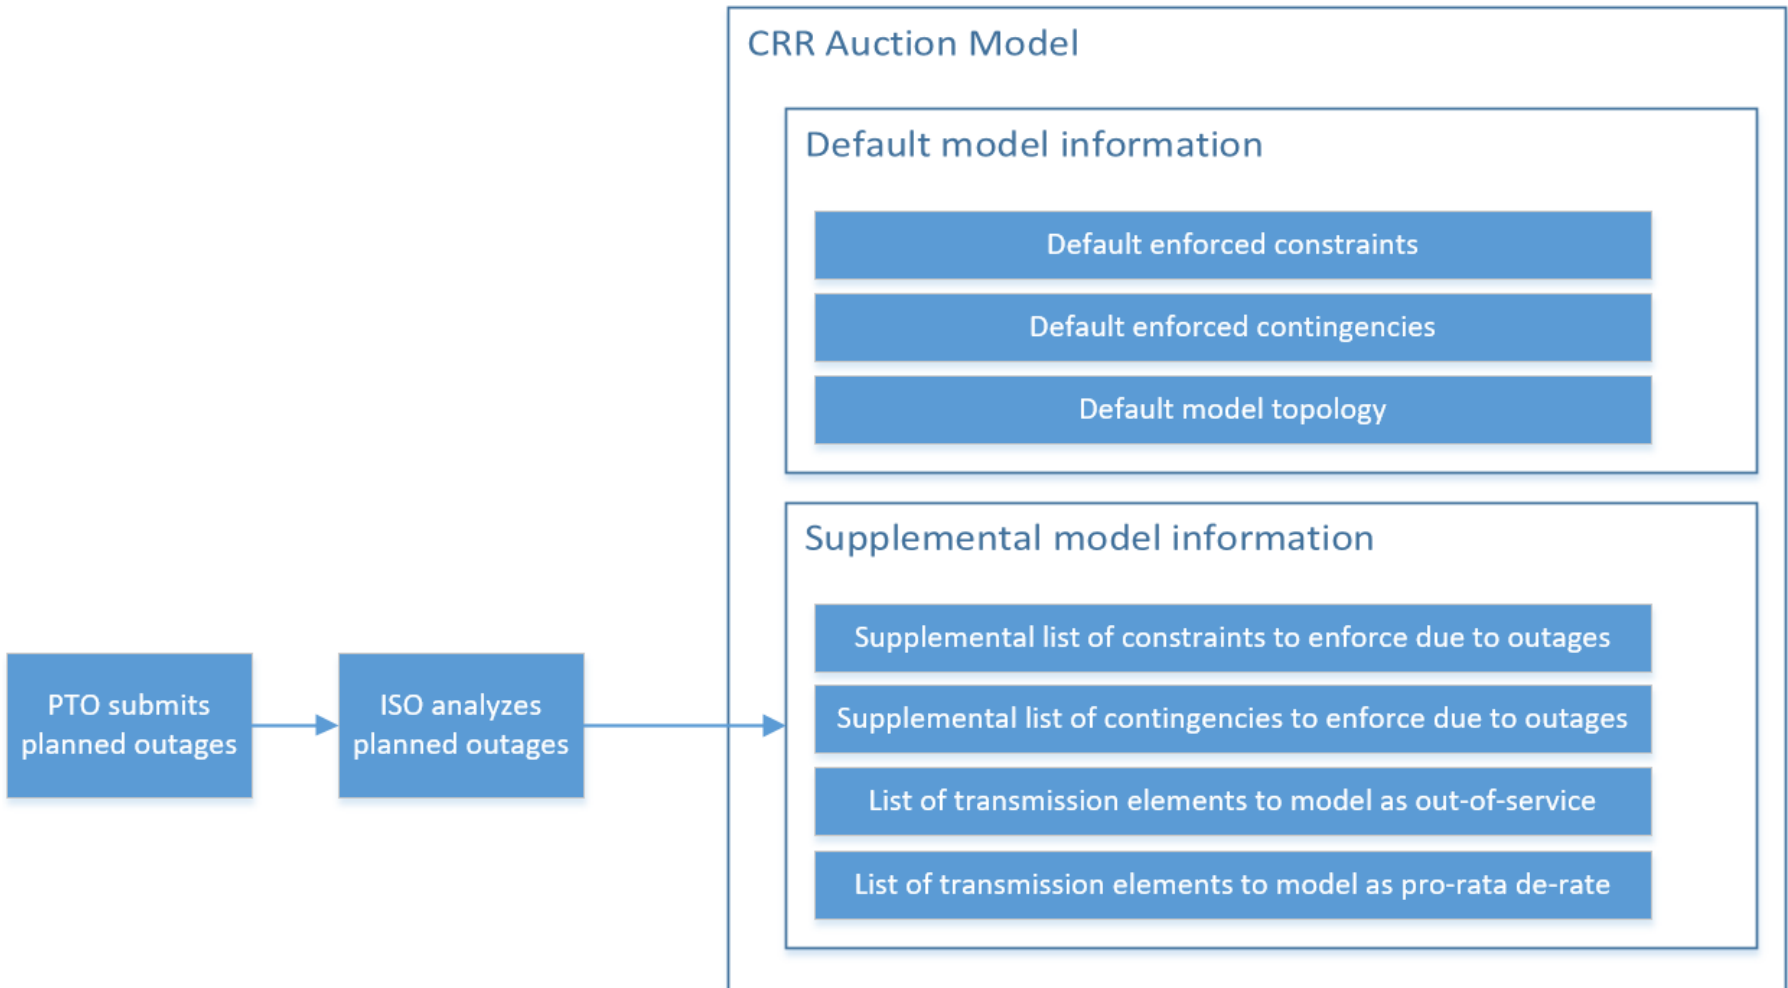 CRR Auction Model
Default model information
Default enforced constraints
Default enforced contingencies
Default model topology
Supplemental model information
Supplemental list of constraints to enforce due to outages
Supplemental list of contingencies to enforce due to outages
List of transmission elements to model as out-of-service
List of transmission elements to model as pro-rata de-rate
PTO submits
planned outages
ISO analyzes
planned outages